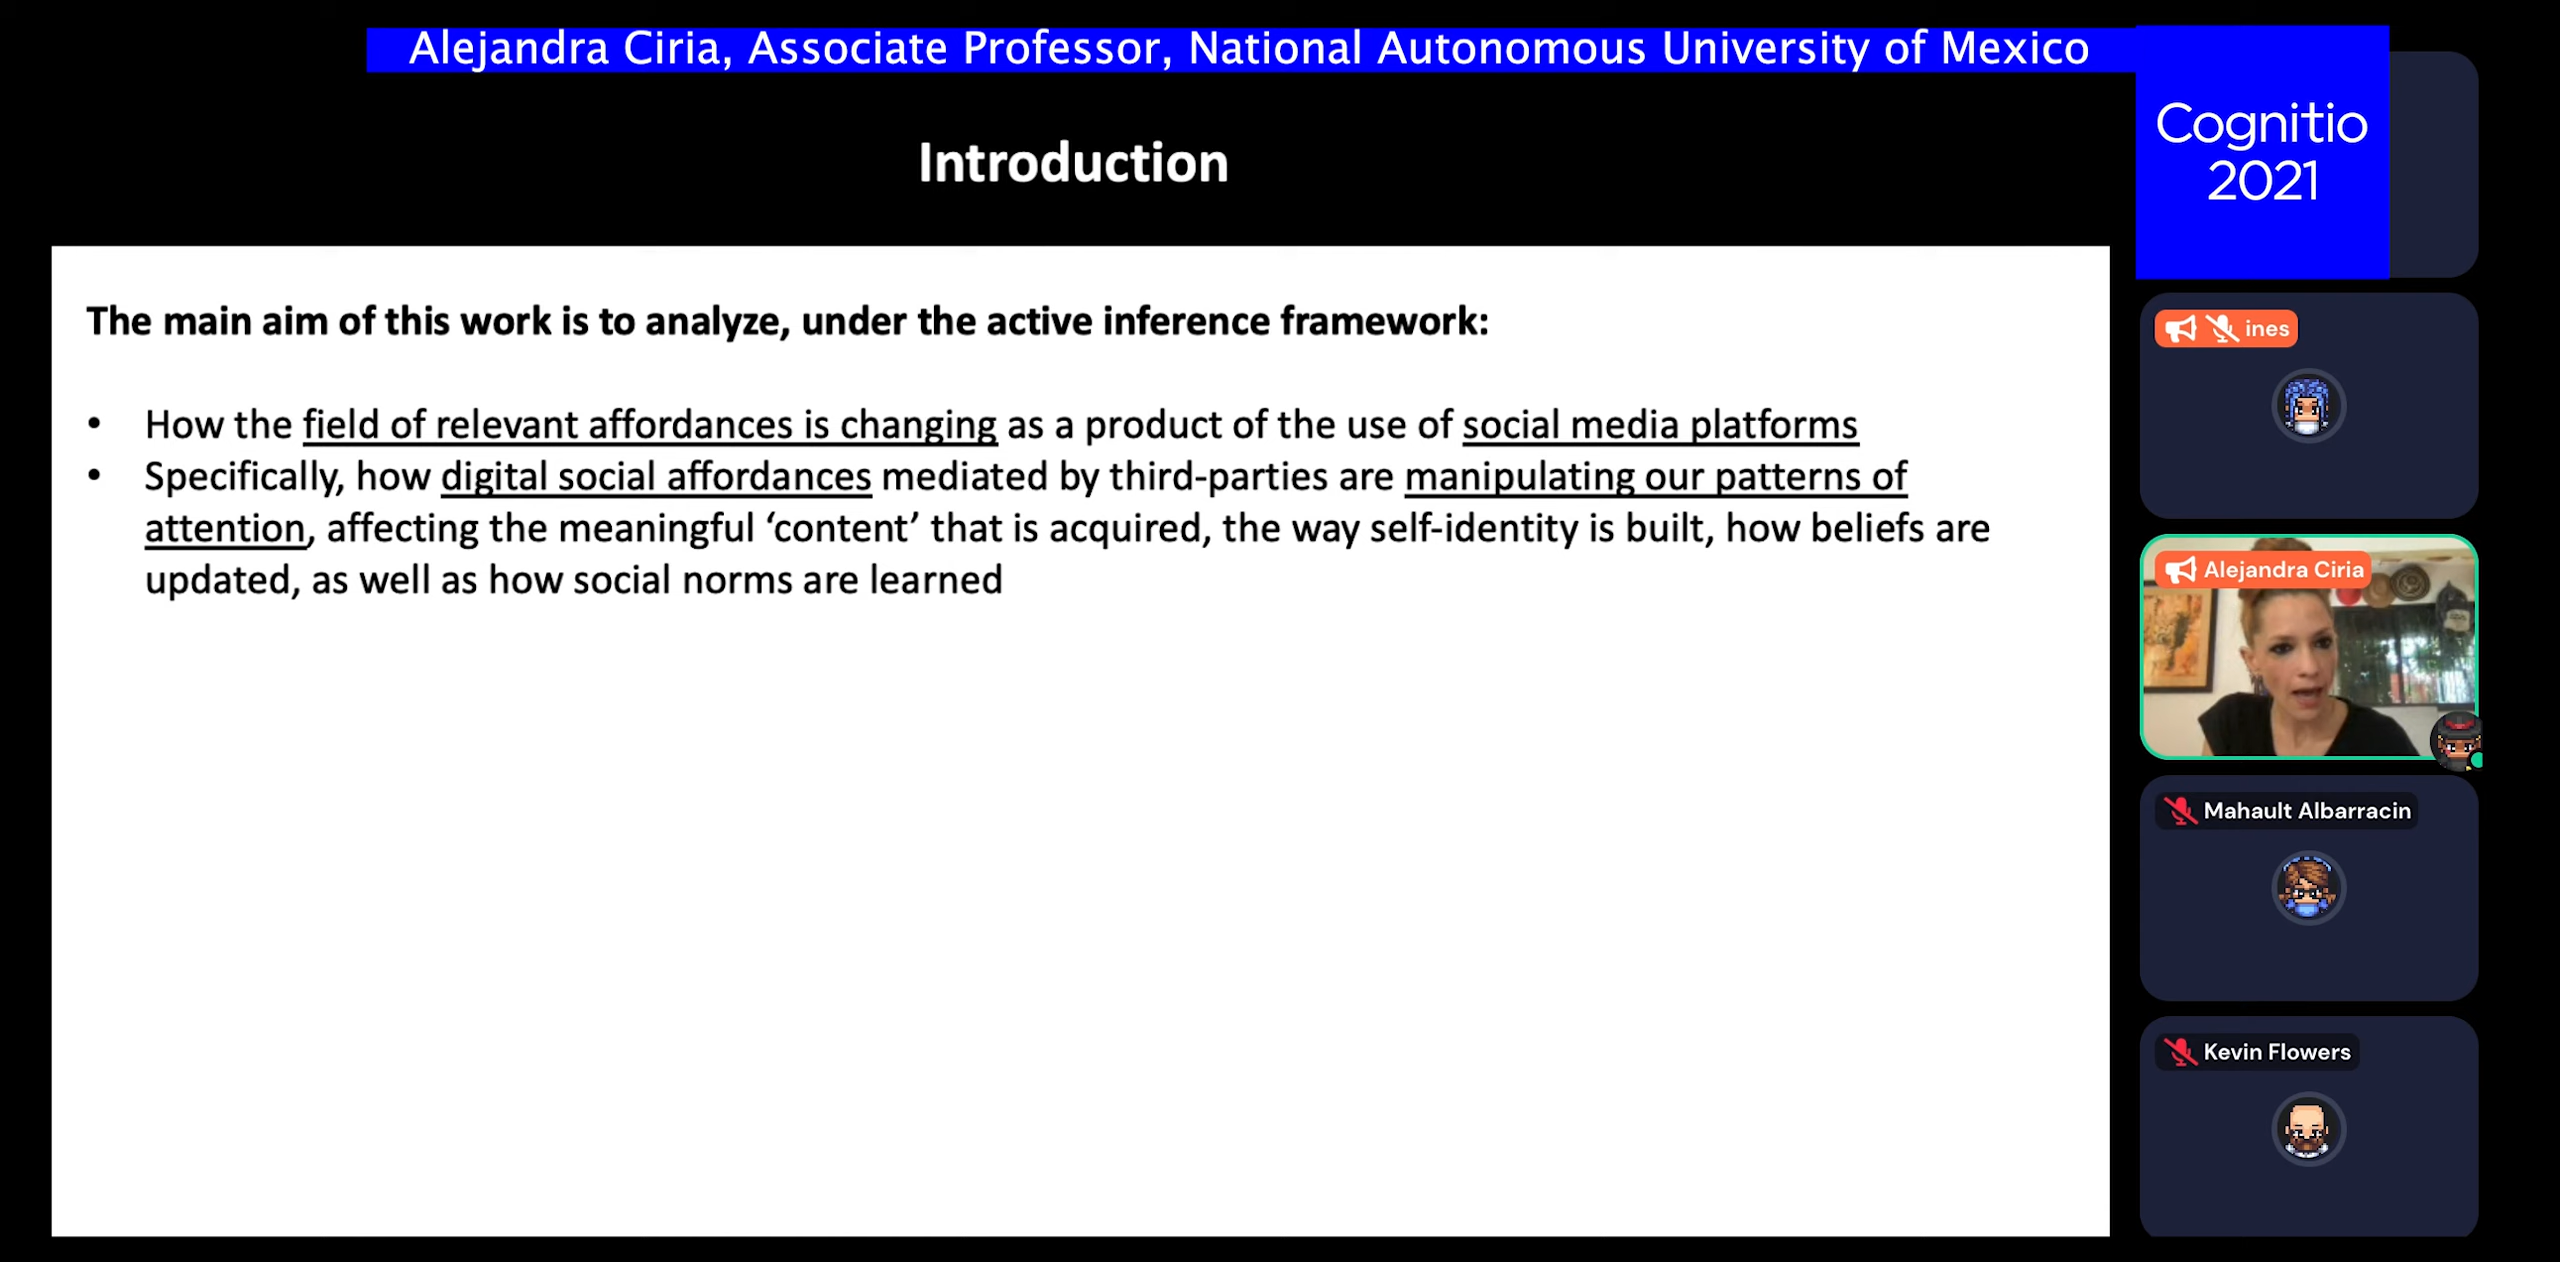 Alejandra Ciria, Associate Professor, National Autonomous University of Mexico
Cognitio
2021
Introduction
The main aim of this work is to analyze, under the active inference framework:
• How the field of relevant affordances is changing as a product of the use of social media platforms
• Specifically, how digital social affordances mediated by third-parties are manipulating our patterns of
attention, affecting the meaningful ‘content’ that is acquired, the way self-identity is built, how beliefs are
updated, as well as how social norms are learned
ines
Alejandra Ciria
Mahault Albarracin
Kevin Flowers